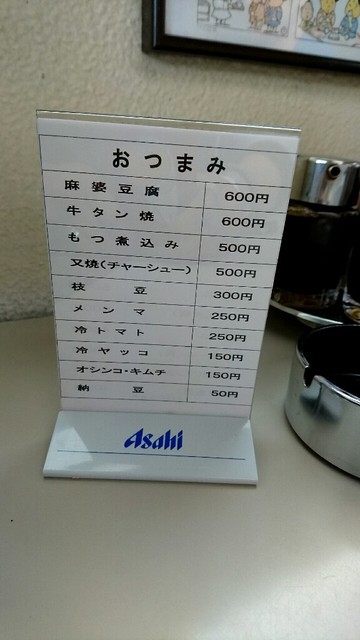 おつまみ
麻婆豆腐 600円
牛タン焼 600円
もつ煮込み 500円
叉焼(チャーシュー) 500円
枝豆 300円
メンマ 250円
冷トマト 250円
冷ヤッコ 150円
オシンコ・キムチ 150円
納豆 50円
Asahi